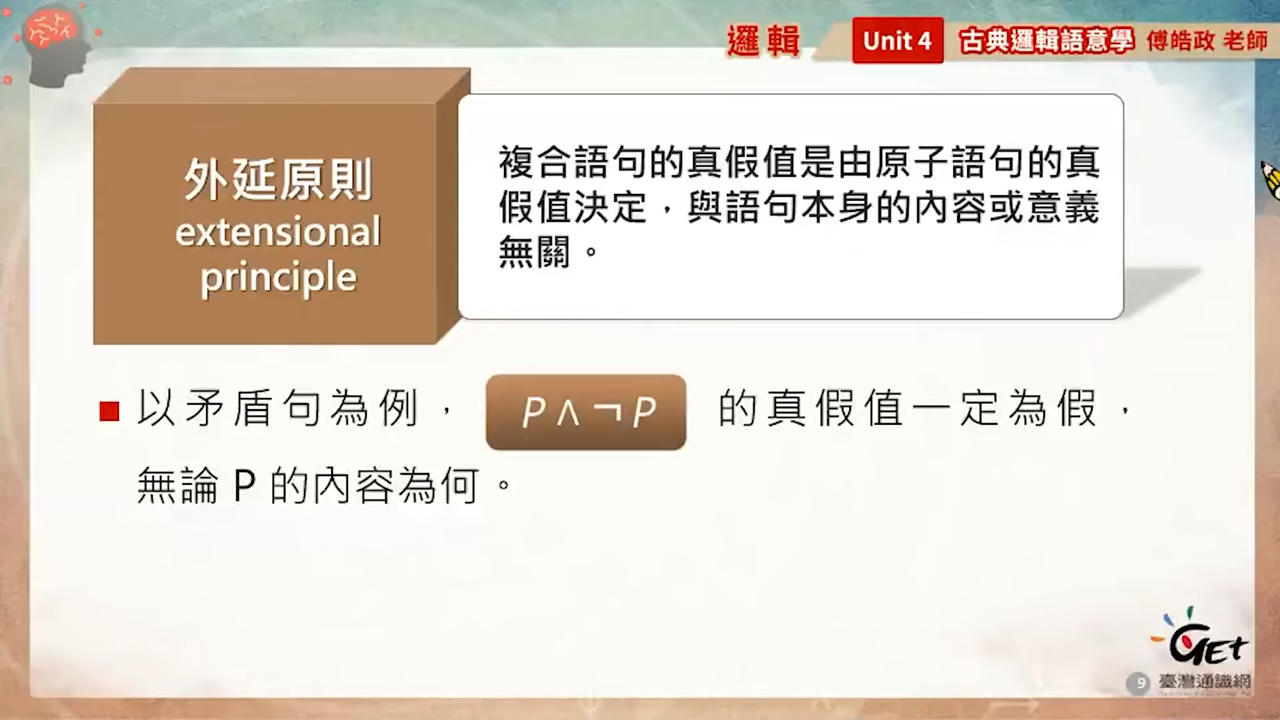 邏輯 Unit 4 古典邏輯語意學 傅皓政 老師
外延原則
extensional
principle
複合語句的真假值是由原子語句的真
假值決定，與語句本身的內容或意義
無關。
以矛盾句為例， P∧¬P 的真假值一定為假，
無論 P 的內容為何。
GET
9 臺灣通識網